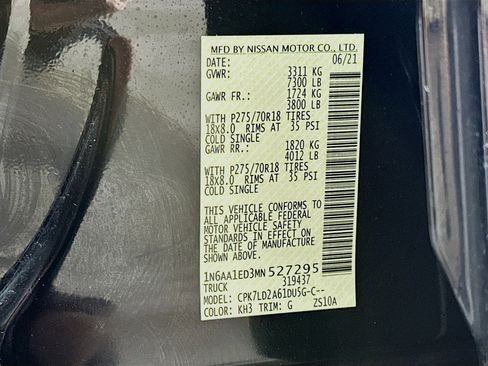 MFD BY NISSAN MOTOR CO., LTD.
DATE: 06/21
GVWR: 3311 KG
7300 LB
GAWR FR.: 1724 KG
3800 LB
WITH P275/70R18 TIRES
18X8.0 RIMS AT 35 PSI
COLD SINGLE
GAWR RR.: 1820 KG
4012 LB
WITH P275/70R18 TIRES
18X8.0 RIMS AT 35 PSI
COLD SINGLE
THIS VEHICLE CONFORMS TO
ALL APPLICABLE FEDERAL
MOTOR VEHICLE SAFETY
STANDARDS IN EFFECT ON
THE DATE OF MANUFACTURE
SHOWN ABOVE.
1N6AA1ED3MN527295
TRUCK 319437
MODEL: CPK7LD2A61DU5G-C--
COLOR: KH3 TRIM: G ZS10A